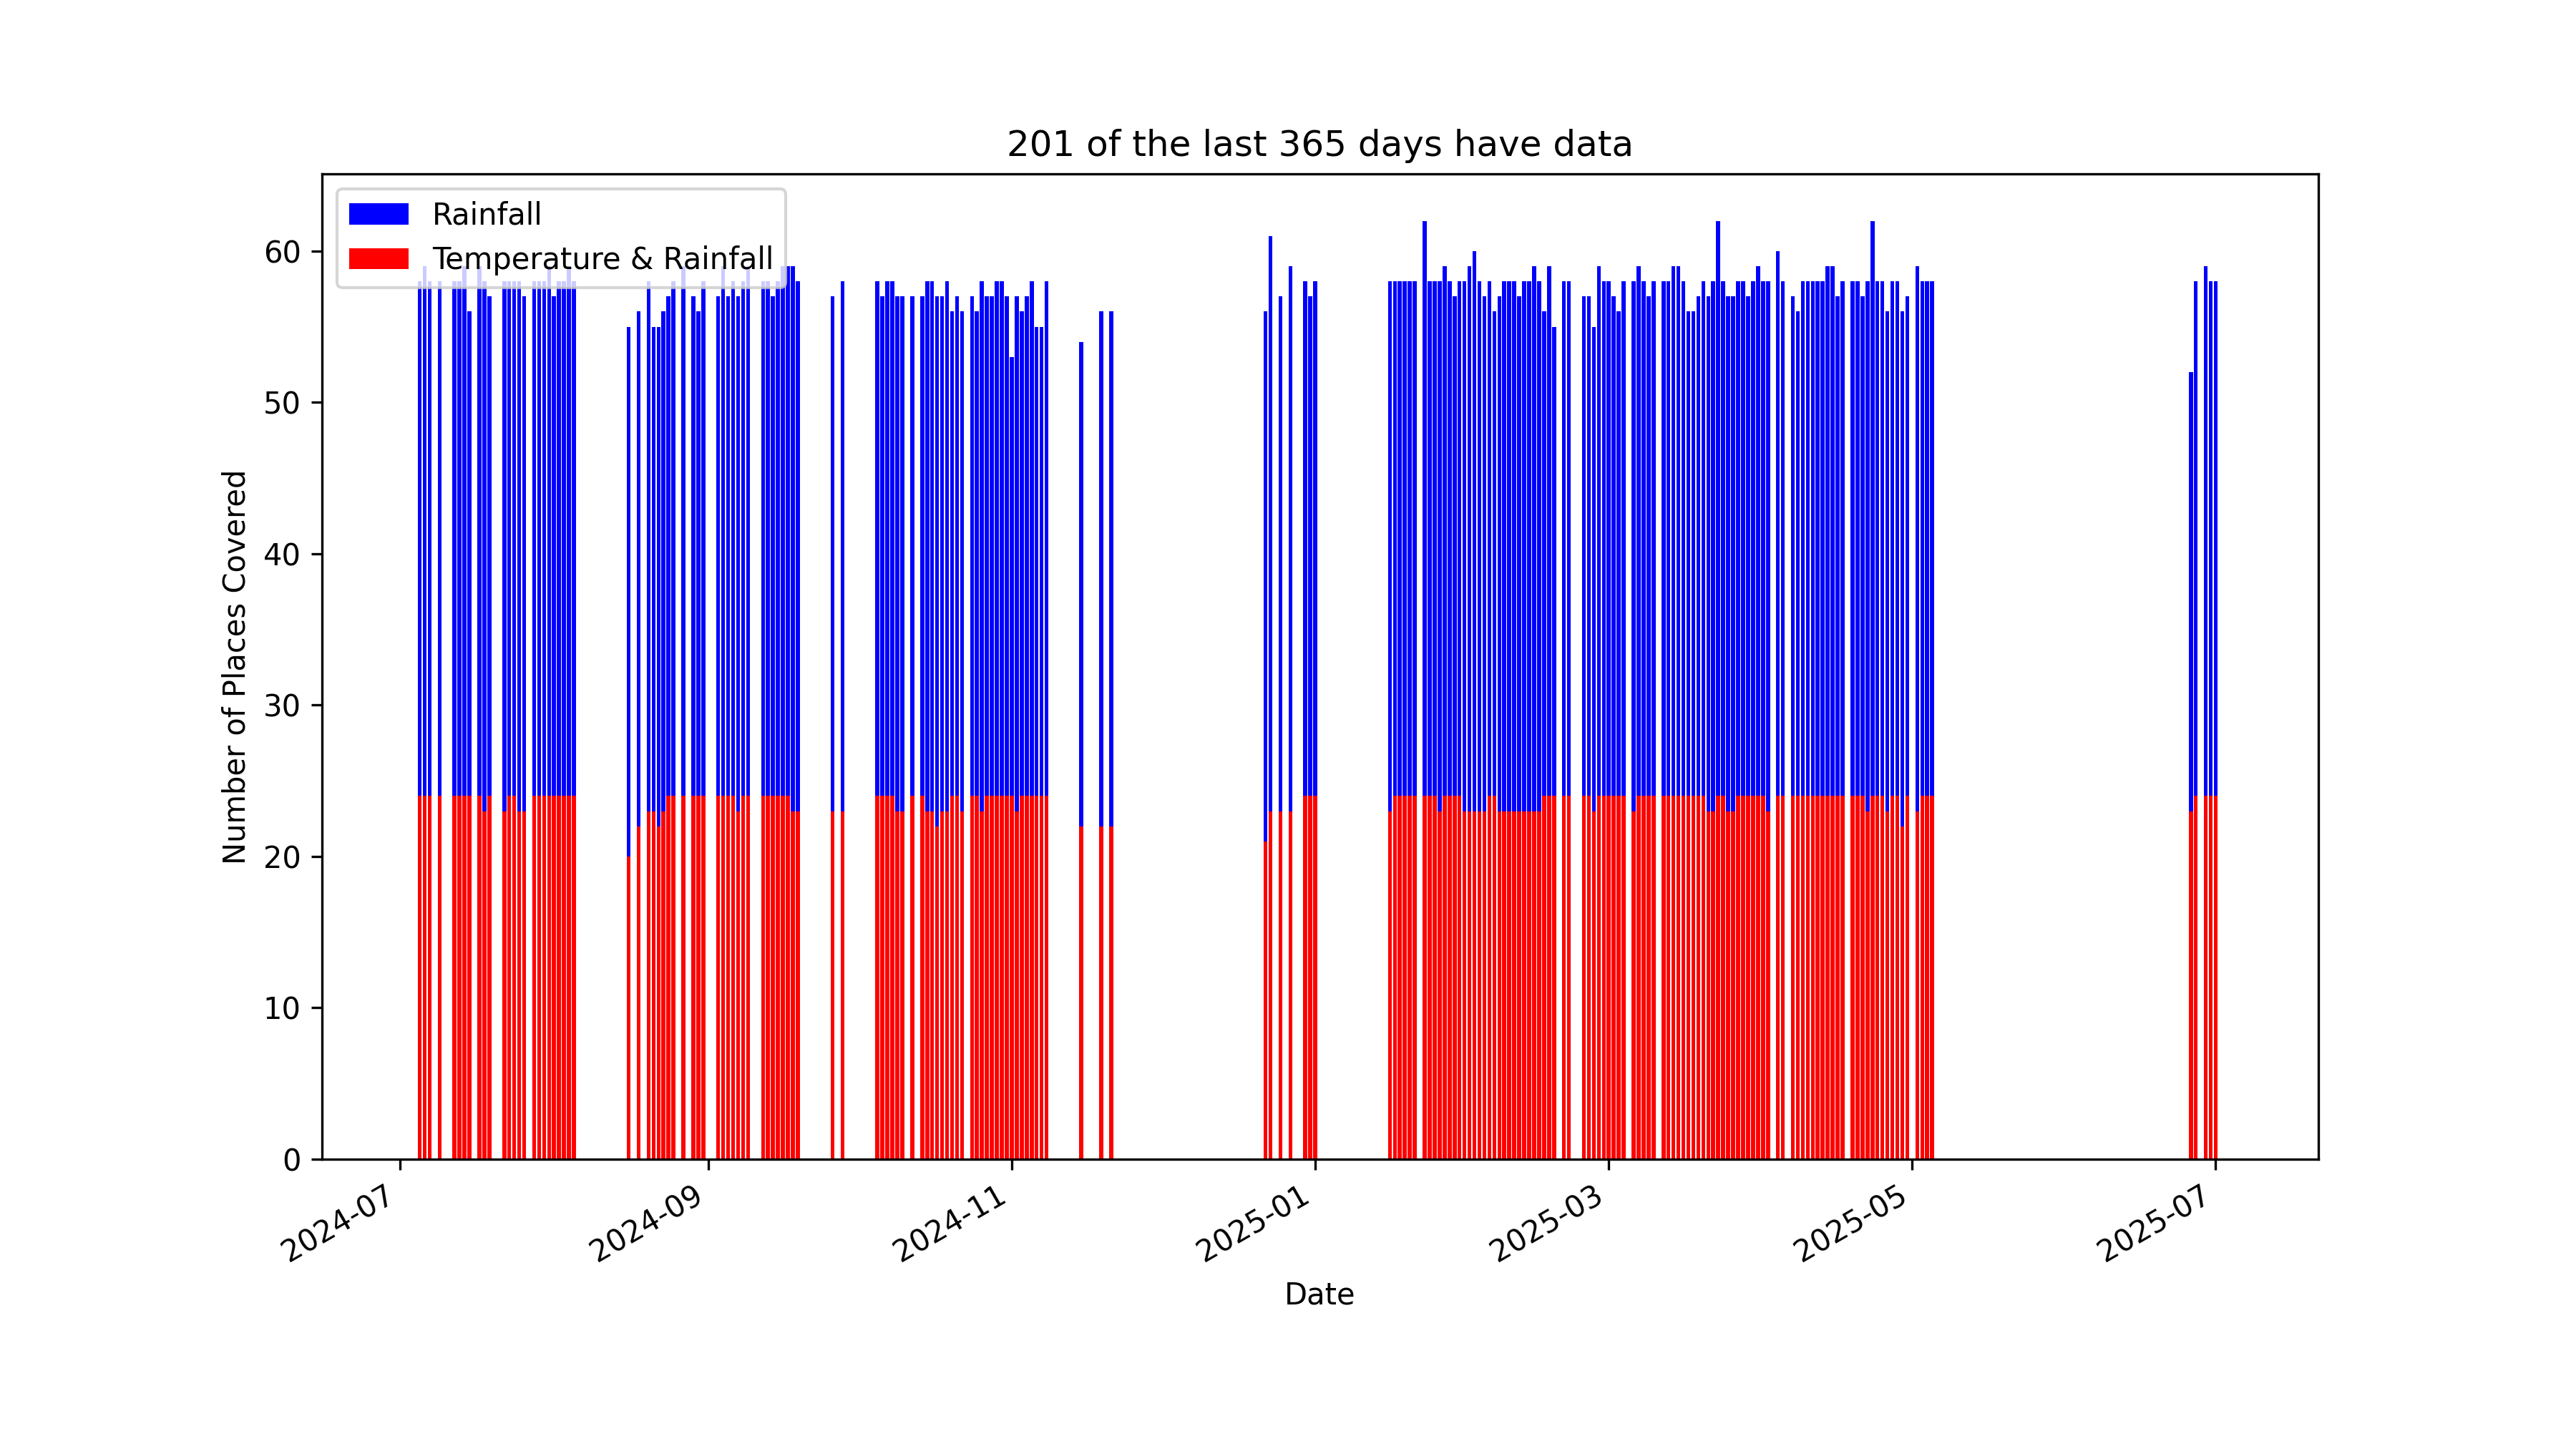 201 of the last 365 days have data
Rainfall
Temperature & Rainfall
Number of Places Covered
60
50
40
30
20
10
0
2024-07
2024-09
2024-11
2025-01
2025-03
2025-05
2025-07
Date